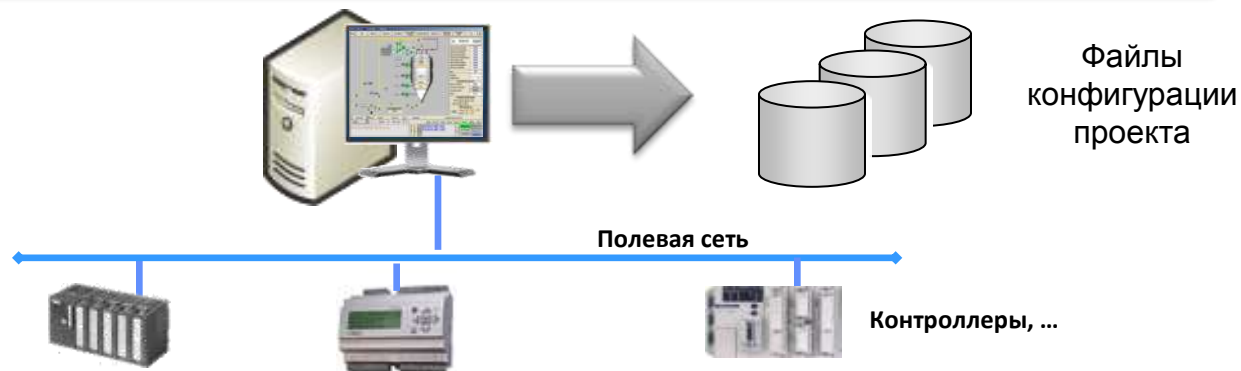 Файлы
конфигурации
проекта
Полевая сеть
Контроллеры, ...